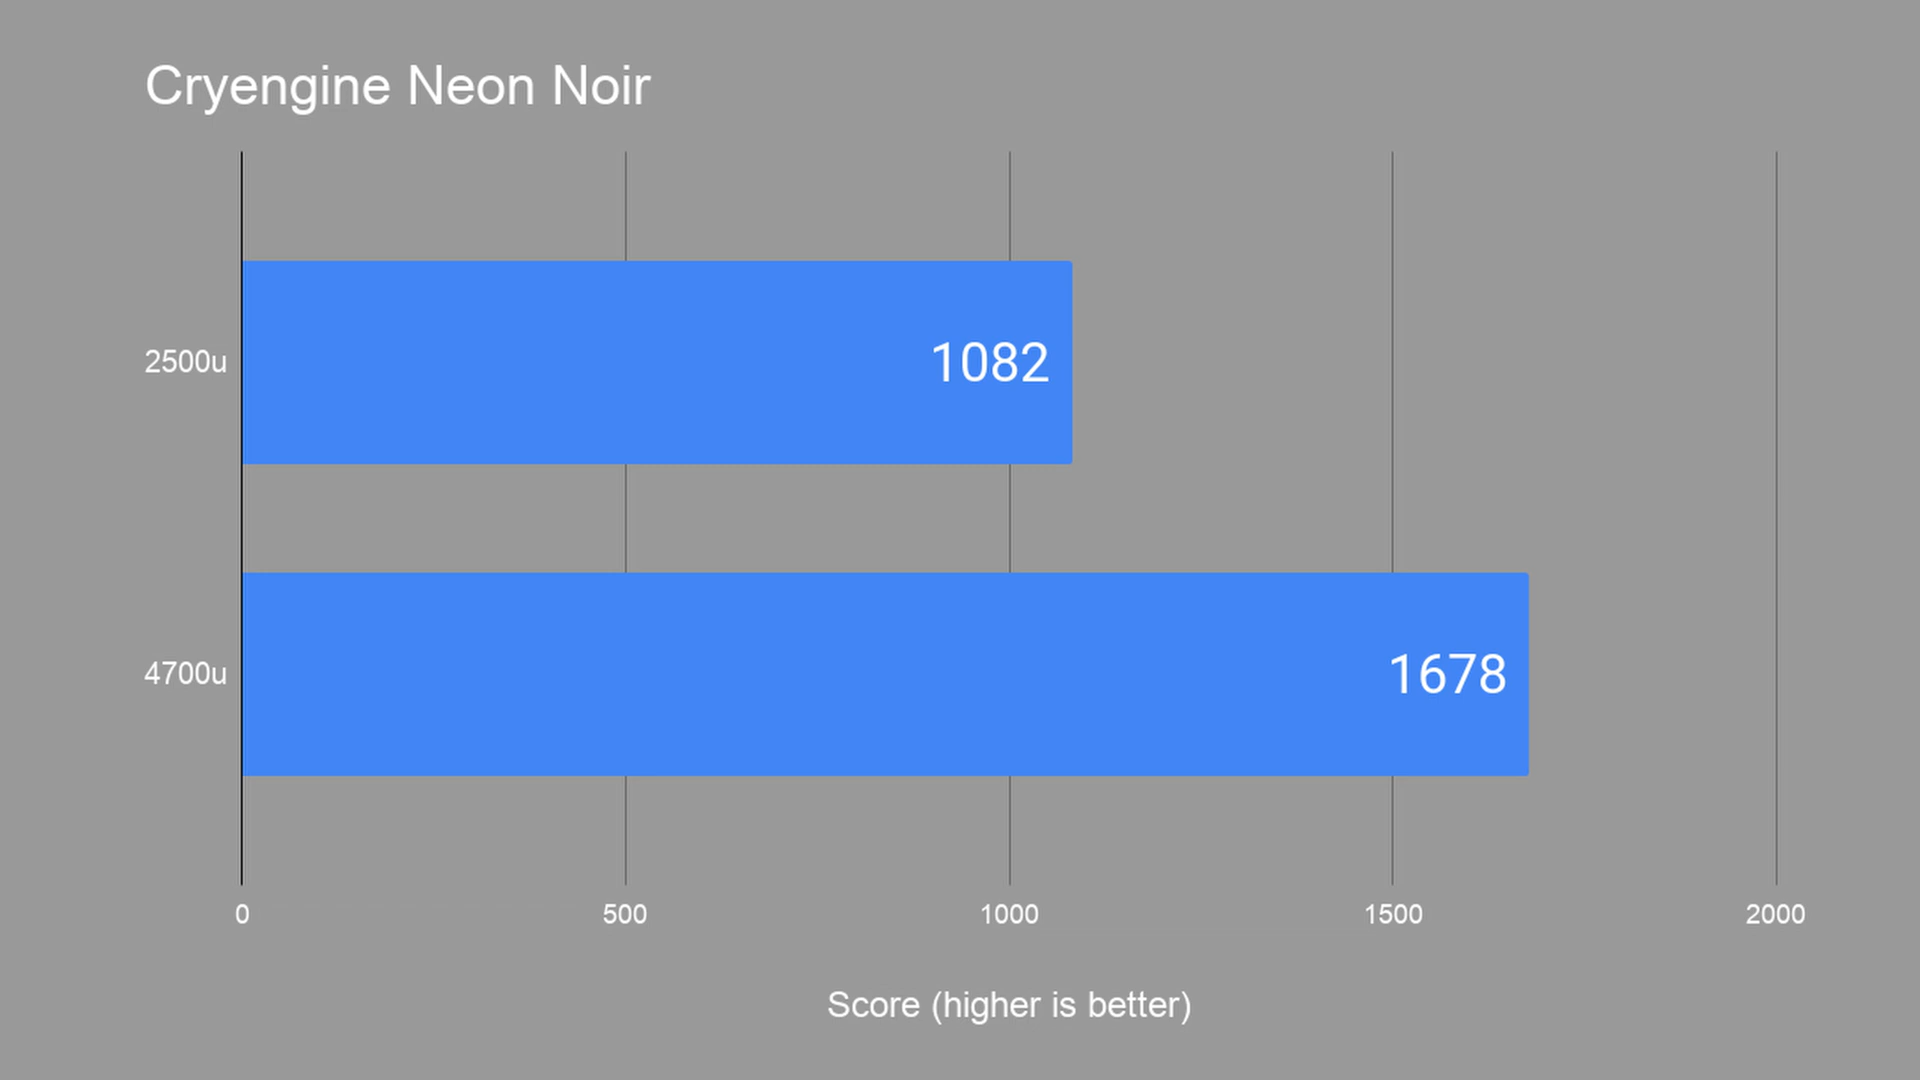 Cryengine Neon Noir
2500u
1082
4700u
1678
0 500 1000 1500 2000
Score (higher is better)